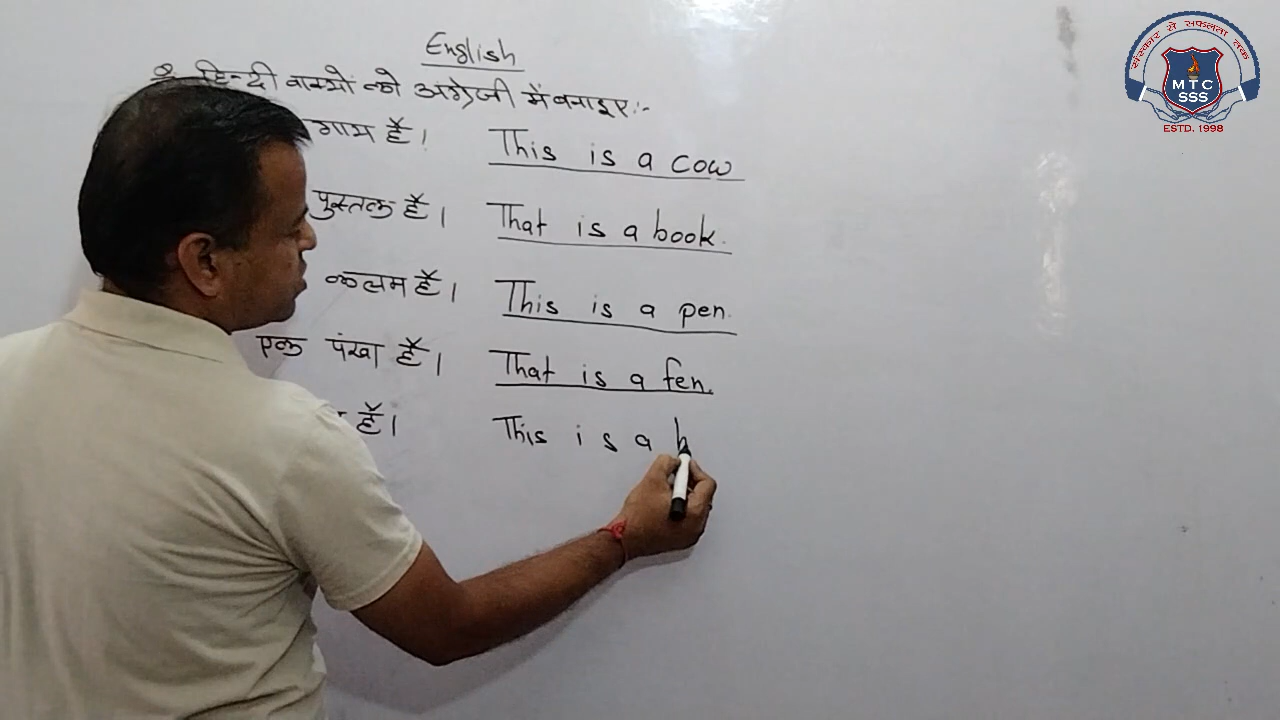 English
हिन्दी वाक्यो को अंग्रेजी में बनाइए:-
गाय है। This is a cow
पुस्तक है। That is a book.
कलम है। This is a pen.
एक पंखा है। That is a fen.
है। This is a h
संस्कार से सफलता तक
MTC
SSS
ESTD. 1998